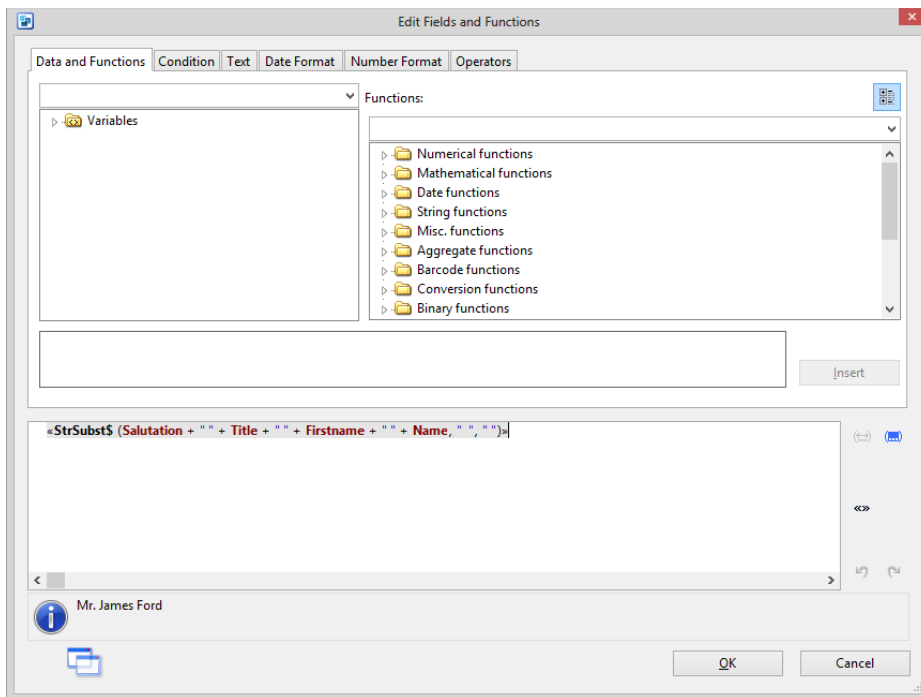 Edit Fields and Functions
Data and Functions Condition Text Date Format Number Format Operators
Functions:
Variables
Numerical functions
Mathematical functions
Date functions
String functions
Misc. functions
Aggregate functions
Barcode functions
Conversion functions
Binary functions
Insert
«StrSubst$ (Salutation + " " + Title + " " + Firstname + " " + Name, "  ", " ")»
«»
Mr. James Ford
OK Cancel